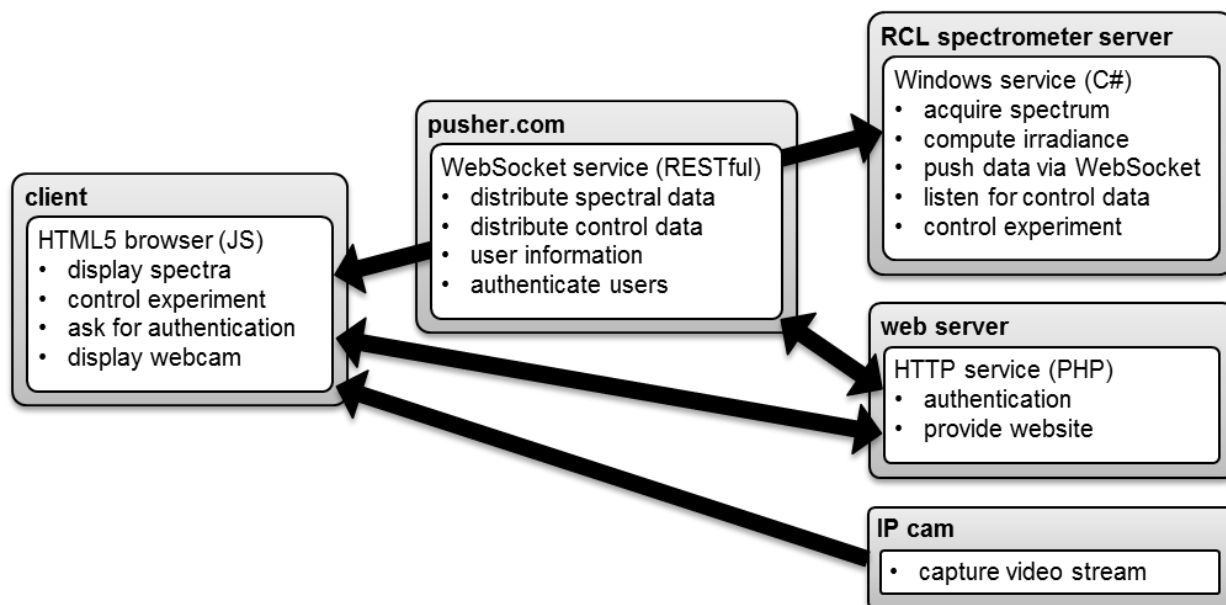 client
HTML5 browser (JS)
• display spectra
• control experiment
• ask for authentication
• display webcam
pusher.com
WebSocket service (RESTful)
• distribute spectral data
• distribute control data
• user information
• authenticate users
RCL spectrometer server
Windows service (C#)
• acquire spectrum
• compute irradiance
• push data via WebSocket
• listen for control data
• control experiment
web server
HTTP service (PHP)
• authentication
• provide website
IP cam
• capture video stream